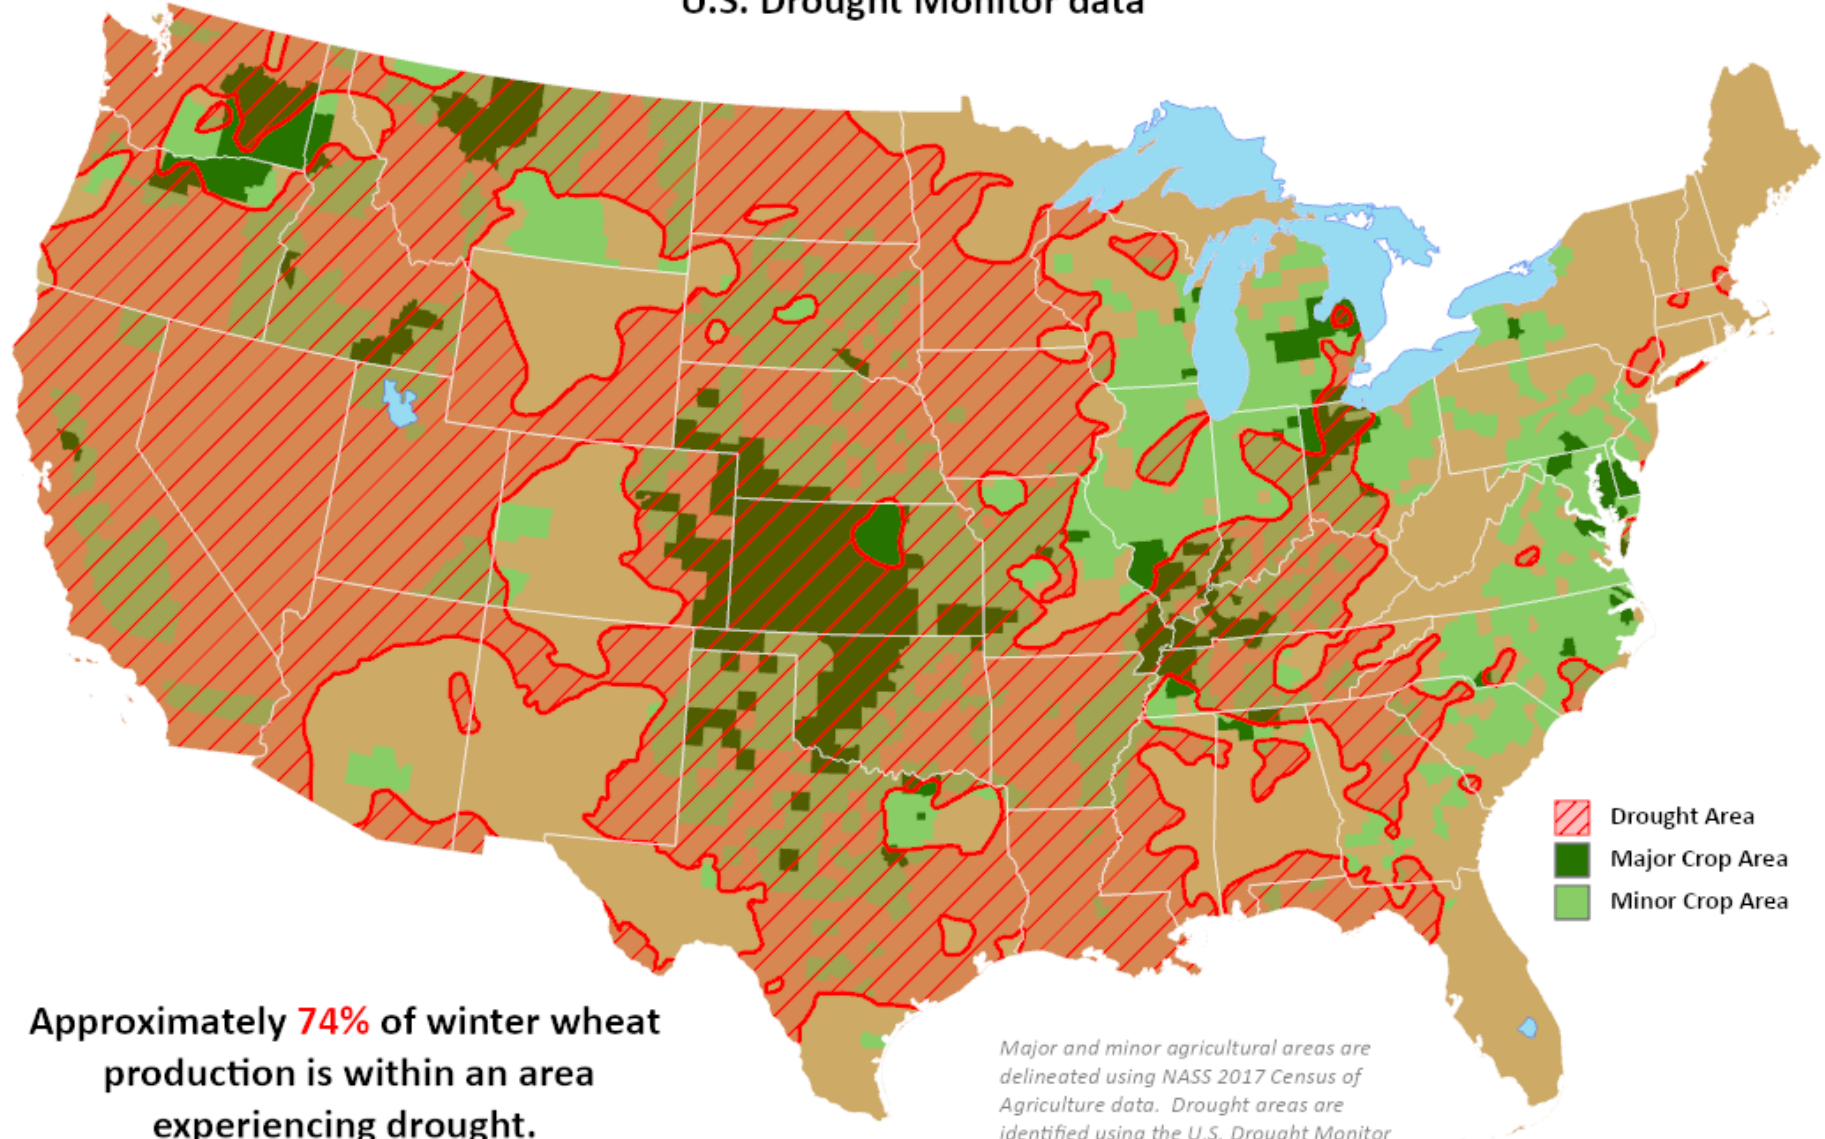 U.S. Drought Monitor data
Drought Area
Major Crop Area
Minor Crop Area
Approximately 74% of winter wheat
production is within an area
experiencing drought.
Major and minor agricultural areas are
delineated using NASS 2017 Census of
Agriculture data.  Drought areas are
identified using the U.S. Drought Monitor